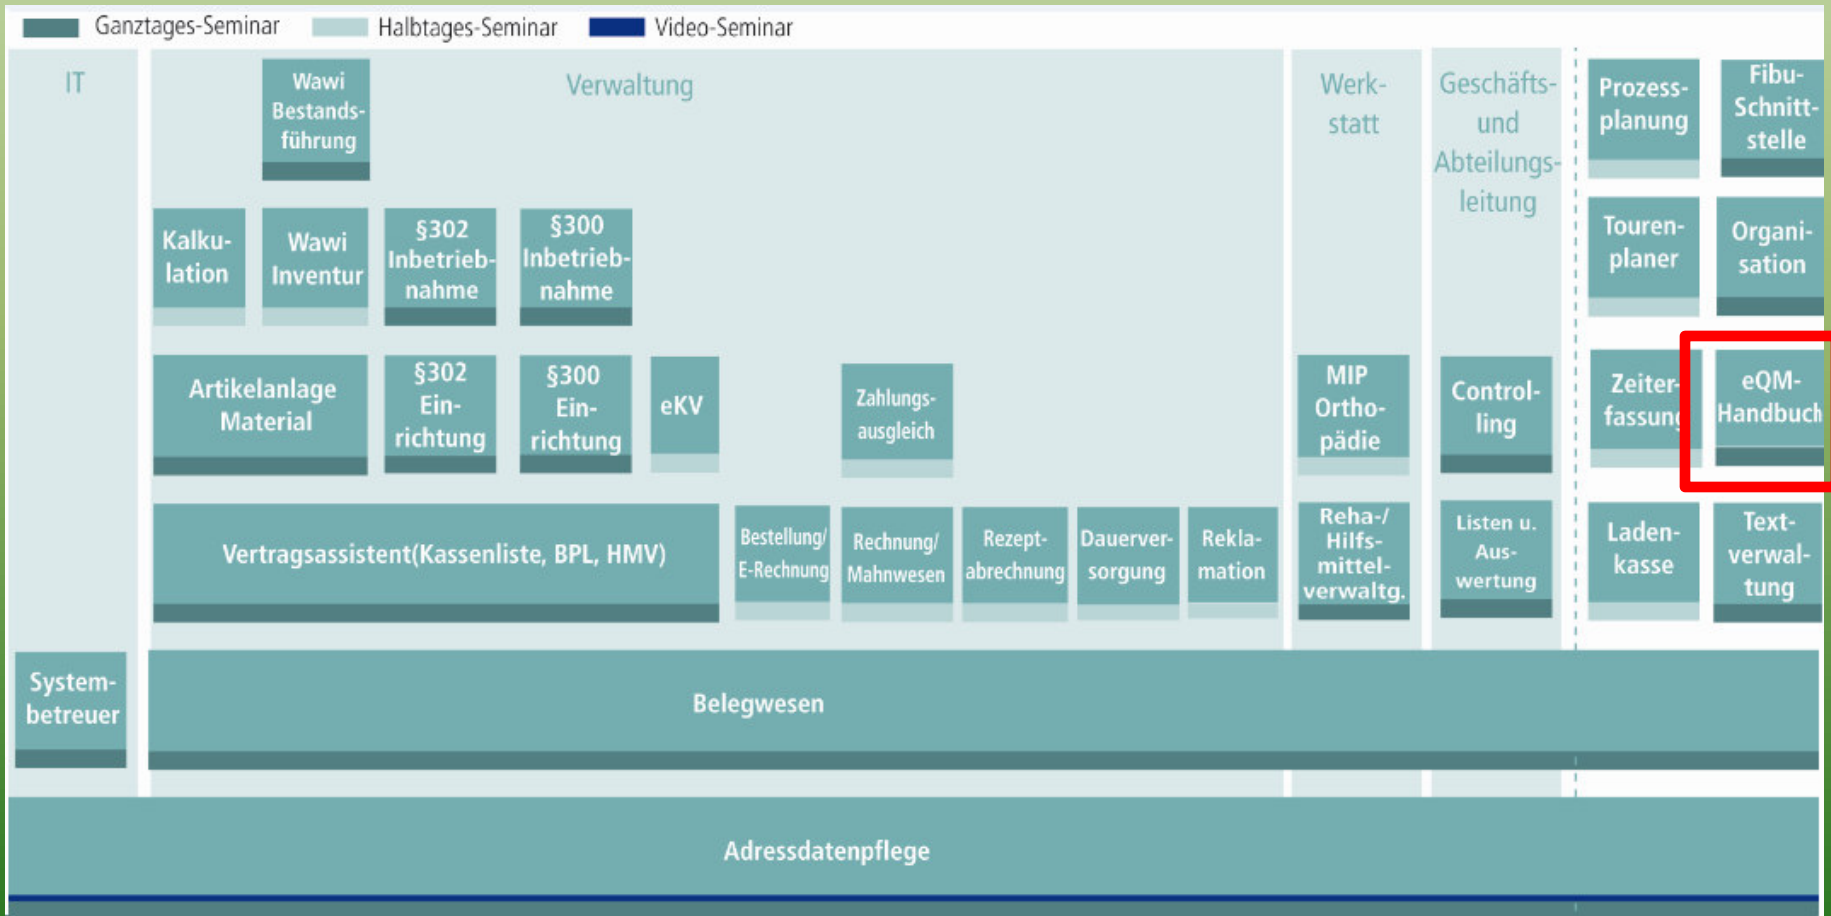 Ganztages-Seminar
Halbtages-Seminar
Video-Seminar
IT
Verwaltung
Werk-
statt
Geschäfts-
und
Abteilungs-
leitung
Wawi
Bestands-
führung
Prozess-
planung
Fibu-
Schnitt-
stelle
Kalku-
lation
Wawi
Inventur
§302
Inbetrieb-
nahme
§300
Inbetrieb-
nahme
Touren-
planer
Organi-
sation
Artikelanlage
Material
§302
Ein-
richtung
§300
Ein-
richtung
eKV
Zahlungs-
ausgleich
MIP
Ortho-
pädie
Control-
ling
Zeiter-
fassung
eQM-
Handbuch
Vertragsassistent(Kassenliste, BPL, HMV)
Bestellung/
E-Rechnung
Rechnung/
Mahnwesen
Rezept-
abrechnung
Dauerver-
sorgung
Rekla-
mation
Reha-/
Hilfs-
mittel-
verwaltg.
Listen u.
Aus-
wertung
Laden-
kasse
Text-
verwal-
tung
System-
betreuer
Belegwesen
Adressdatenpflege